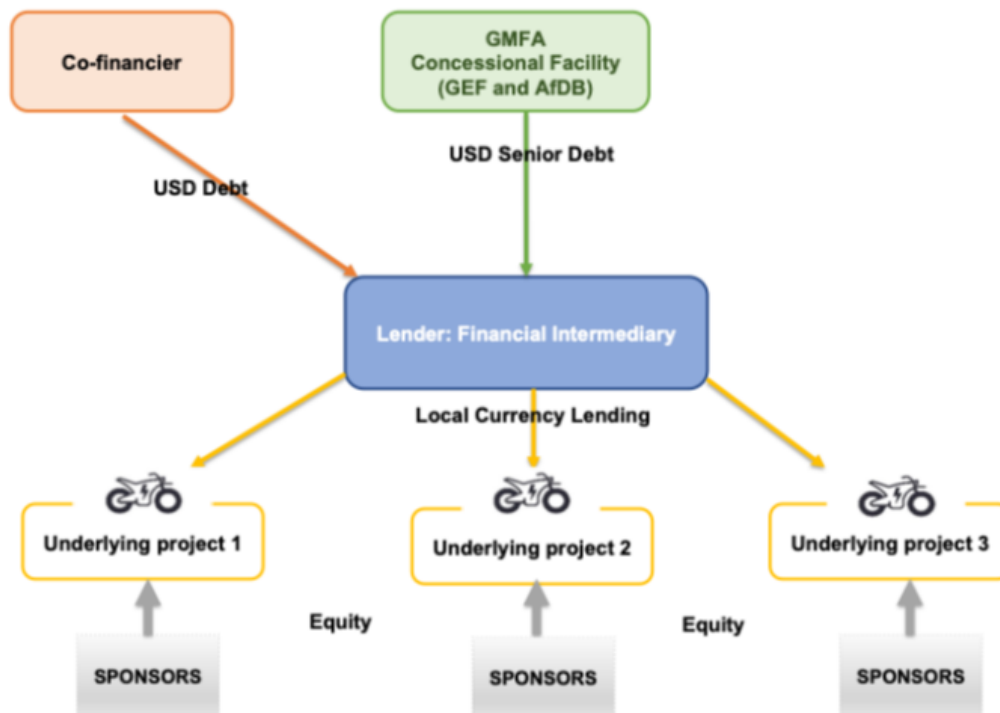 Co-financier
GMFA
Concessional Facility
(GEF and AfDB)
USD Senior Debt
USD Debt
Lender: Financial Intermediary
Local Currency Lending
Underlying project 1
Underlying project 2
Underlying project 3
Equity
Equity
SPONSORS
SPONSORS
SPONSORS